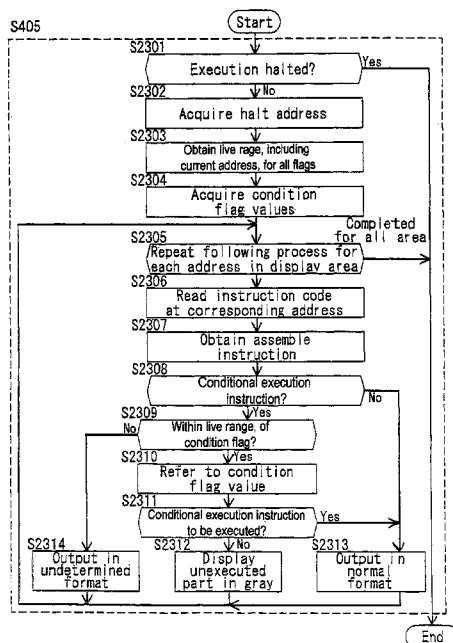 Start
S405
S2301
Execution halted?
Yes
S2302
No
Acquire halt address
S2303
Obtain live rage, including
current address, for all flags
S2304
Acquire condition
flag values
Completed
for all area
S2305
Repeat following process for
each address in display area
S2306
Read instruction code
at corresponding address
S2307
Obtain assemble
instruction
S2308
Conditional execution
instruction?
No
S2309
Yes
No
Within live range, of
condition flag?
S2310
Yes
Refer to condition
flag value
S2311
Conditional execution instruction
to be executed?
Yes
S2314
S2312
No
S2313
Output in
undetermined
format
Display
unexecuted
part in gray
Output in
normal
format
End